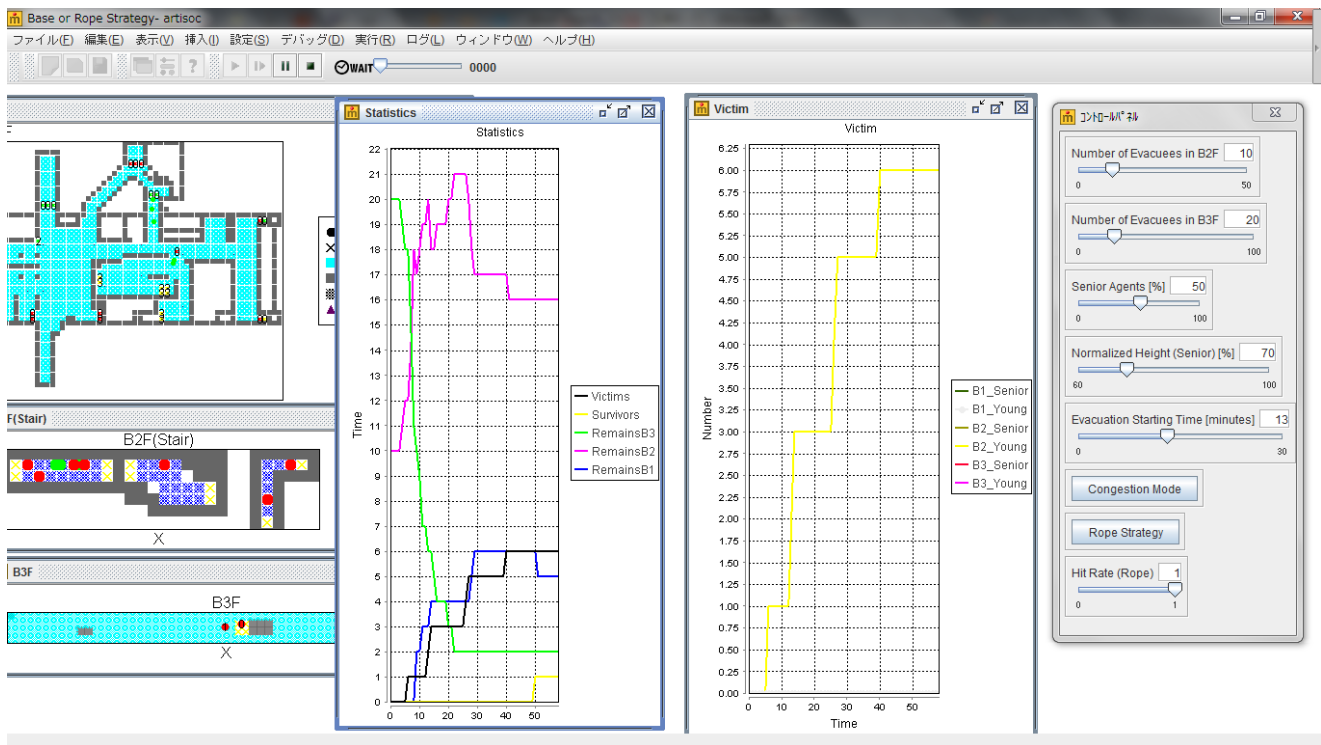 Base or Rope Strategy- artisoc
ファイル(F) 編集(E) 表示(V) 挿入(I) 設定(S) デバッグ(D) 実行(R) ログ(L) ウィンドウ(W) ヘルプ(H)
WAIT 0000
F
F(Stair)
B2F(Stair)
X
B3F
B3F
X
Statistics
Statistics
22
21
20
19
18
17
16
15
14
13
12
11
10
9
8
7
6
5
4
3
2
1
0
Time
0 10 20 30 40 50
Victims
Survivors
RemainsB3
RemainsB2
RemainsB1
Victim
Victim
6.25
6.00
5.75
5.50
5.25
5.00
4.75
4.50
4.25
4.00
3.75
3.50
3.25
3.00
2.75
2.50
2.25
2.00
1.75
1.50
1.25
1.00
0.75
0.50
0.25
0.00
Number
0 10 20 30 40 50
Time
B1_Senior
B1_Young
B2_Senior
B2_Young
B3_Senior
B3_Young
コントロールパネル
Number of Evacuees in B2F 10
0 50
Number of Evacuees in B3F 20
0 100
Senior Agents [%] 50
0 100
Normalized Height (Senior) [%] 70
60 100
Evacuation Starting Time [minutes] 13
0 30
Congestion Mode
Rope Strategy
Hit Rate (Rope) 1
0 1